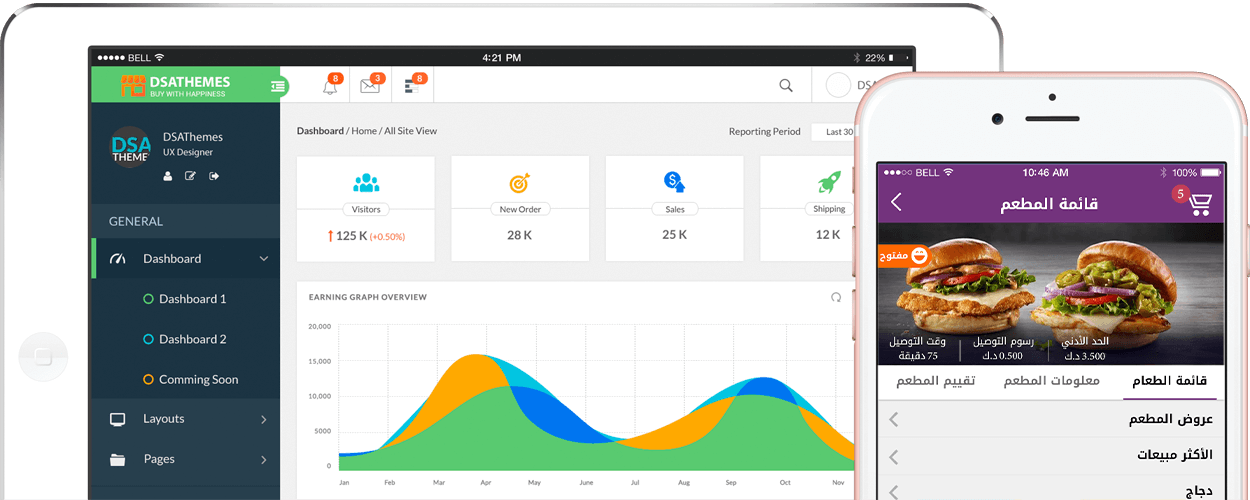 BELL
4:21 PM
22%
DSATHEMES
BUY WITH HAPPINESS
8
3
8
DSA
DSA
THEME
DSAThemes
UX Designer
GENERAL
Dashboard
Dashboard 1
Dashboard 2
Comming Soon
Layouts
Pages
Dashboard / Home / All Site View
Reporting Period
Last 30
Visitors
125 K (+0.50%)
New Order
28 K
Sales
25 K
Shipping
12 K
EARNING GRAPH OVERVIEW
20,000
15,000
10,000
5000
0
Jan Feb Mar Apr May June Jul Aug Sep Oct Nov
BELL
10:46 AM
100%
قائمة المطعم
5
مفتوح
الحد الأدني
3.500 د.ك
رسوم التوصيل
0.500 د.ك
وقت التوصيل
75 دقيقة
قائمة الطعام
معلومات المطعم
تقييم المطعم
عروض المطعم
الأكثر مبيعات
دجاج